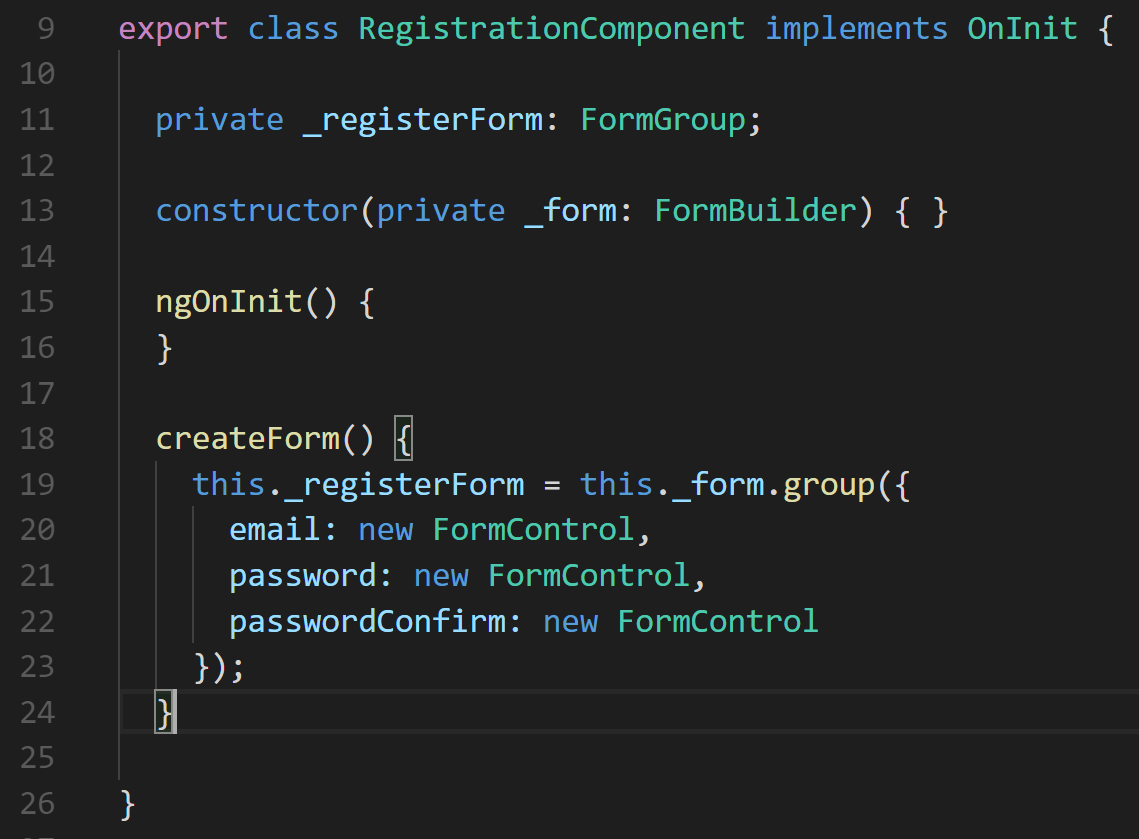 9 export class RegistrationComponent implements OnInit {
10
11 private _registerForm: FormGroup;
12
13 constructor(private _form: FormBuilder) { }
14
15 ngOnInit() {
16 }
17
18 createForm() {
19 this._registerForm = this._form.group({
20 email: new FormControl,
21 password: new FormControl,
22 passwordConfirm: new FormControl
23 });
24 }
25
26 }